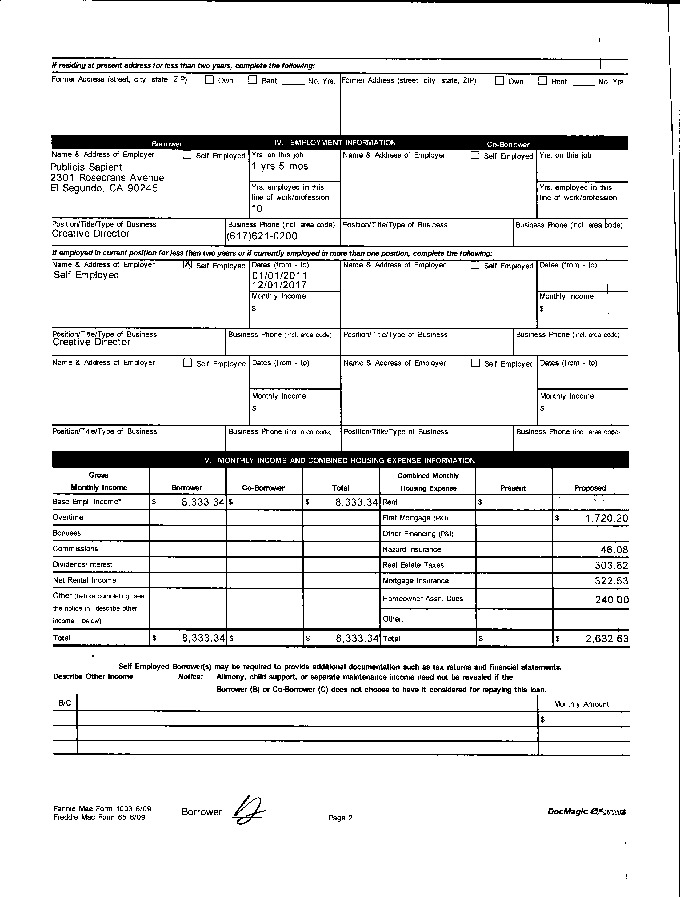 If residing at present address for less than two years, complete the following:
Former Address (street, city, state, ZIP) Own Rent No. Yrs. Former Address (street, city, state, ZIP) Own Rent No. Yrs.
Borrower IV. EMPLOYMENT INFORMATION Co-Borrower
Name & Address of Employer Self Employed Yrs. on this job Name & Address of Employer Self Employed Yrs. on this job
Publicis Sapient 1 yrs 5 mos
2301 Rosecrans Avenue
El Segundo, CA 90245 Yrs. employed in this line of work/profession Yrs. employed in this line of work/profession
10
Position/Title/Type of Business Business Phone (incl. area code) Position/Title/Type of Business Business Phone (incl. area code)
Creative Director (617)621-0200
If employed in current position for less than two years or if currently employed in more than one position, complete the following:
Name & Address of Employer X Self Employed Dates (from - to) Name & Address of Employer Self Employed Dates (from - to)
Self Employed 01/01/2011
12/01/2017
Monthly Income Monthly Income
$ $
Position/Title/Type of Business Business Phone (incl. area code) Position/Title/Type of Business Business Phone (incl. area code)
Creative Director
Name & Address of Employer Self Employed Dates (from - to) Name & Address of Employer Self Employed Dates (from - to)
Monthly Income Monthly Income
$ $
Position/Title/Type of Business Business Phone (incl. area code) Position/Title/Type of Business Business Phone (incl. area code)
V. MONTHLY INCOME AND COMBINED HOUSING EXPENSE INFORMATION
Gross Monthly Income Borrower Co-Borrower Total Combined Monthly Housing Expense Present Proposed
Base Empl. Income* $ 8,333.34 $ $ 8,333.34 Rent $
Overtime First Mortgage (P&I) $ 1,720.20
Bonuses Other Financing (P&I)
Commissions Hazard Insurance 46.08
Dividends/Interest Real Estate Taxes 303.82
Net Rental Income Mortgage Insurance 322.53
Other (before completing, see the notice in "describe other income," below) Homeowner Assn. Dues 240.00
Other:
Total $ 8,333.34 $ $ 8,333.34 Total $ $ 2,632.63
Self Employed Borrower(s) may be required to provide additional documentation such as tax returns and financial statements.
Describe Other Income Notice: Alimony, child support, or separate maintenance income need not be revealed if the
Borrower (B) or Co-Borrower (C) does not choose to have it considered for repaying this loan.
B/C Monthly Amount
$
Fannie Mae Form 1003 6/09 Borrower
Freddie Mac Form 65 6/09 Page 2 DocMagic